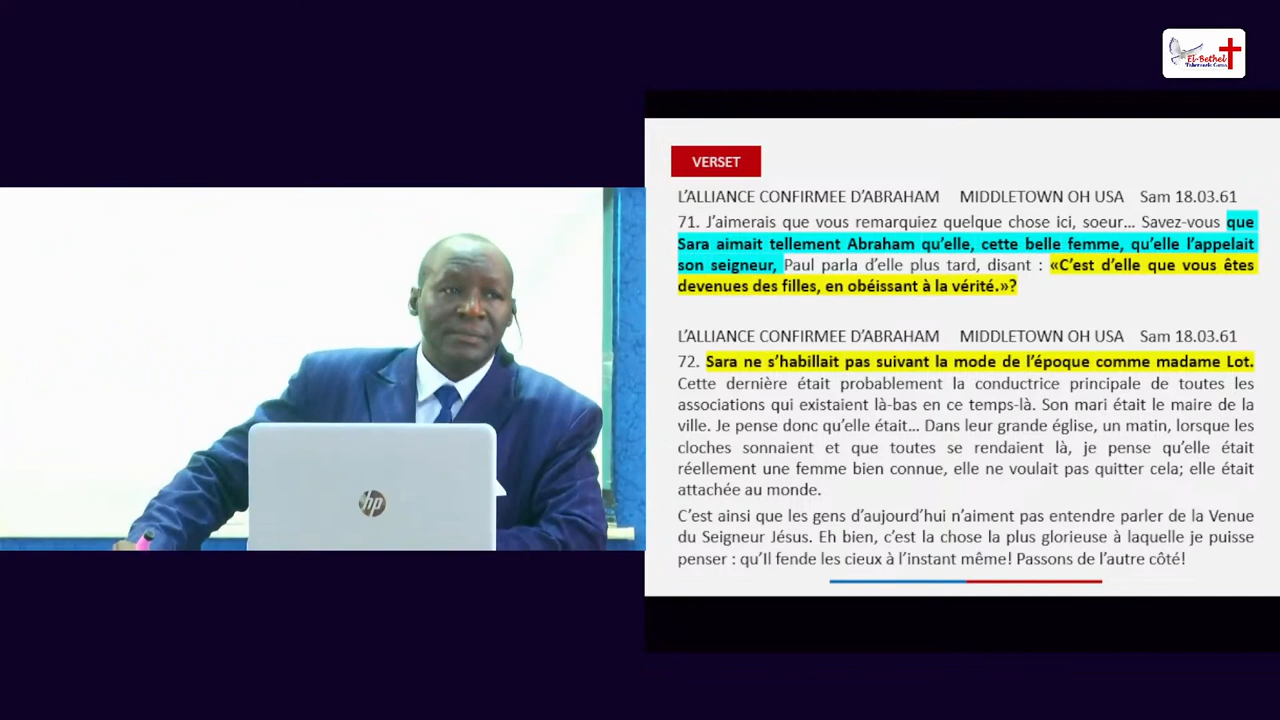 El-Bethel
VERSET
L’ALLIANCE CONFIRMEE D’ABRAHAM MIDDLETOWN OH USA Sam 18.03.61
71. J’aimerais que vous remarquiez quelque chose ici, soeur… Savez-vous que
Sara aimait tellement Abraham qu’elle, cette belle femme, qu’elle l’appelait
son seigneur, Paul parla d’elle plus tard, disant : «C’est d’elle que vous êtes
devenues des filles, en obéissant à la vérité.»?
L’ALLIANCE CONFIRMEE D’ABRAHAM MIDDLETOWN OH USA Sam 18.03.61
72. Sara ne s’habillait pas suivant la mode de l’époque comme madame Lot.
Cette dernière était probablement la conductrice principale de toutes les
associations qui existaient là-bas en ce temps-là. Son mari était le maire de la
ville. Je pense donc qu’elle était… Dans leur grande église, un matin, lorsque les
cloches sonnaient et que toutes se rendaient là, je pense qu’elle était
réellement une femme bien connue, elle ne voulait pas quitter cela; elle était
attachée au monde.
C’est ainsi que les gens d’aujourd’hui n’aiment pas entendre parler de la Venue
du Seigneur Jésus. Eh bien, c’est la chose la plus glorieuse à laquelle je puisse
penser : qu’Il fende les cieux à l’instant même! Passons de l’autre côté!
hp